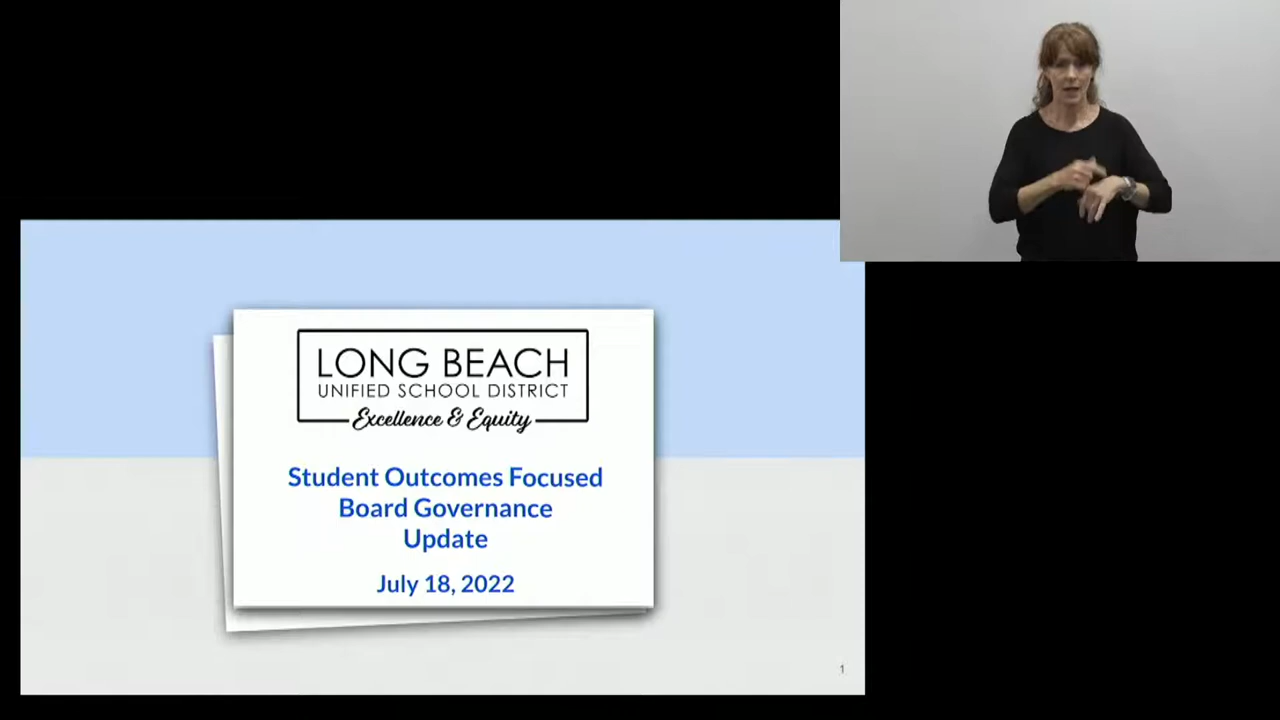 LONG BEACH
UNIFIED SCHOOL DISTRICT
Excellence & Equity
Student Outcomes Focused
Board Governance
Update
July 18, 2022
1